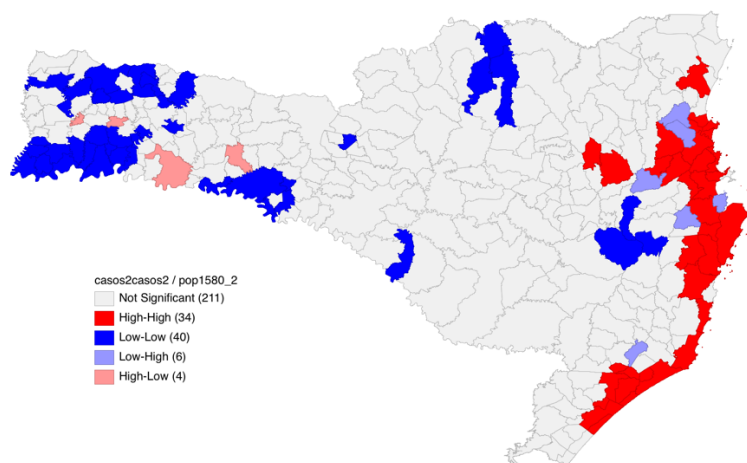 casos2casos2 / pop1580_2
Not Significant (211)
High-High (34)
Low-Low (40)
Low-High (6)
High-Low (4)